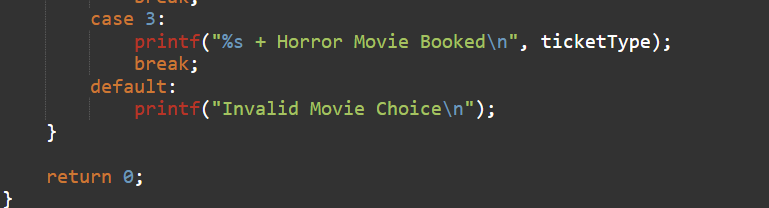 break;
case 3:
printf("%s + Horror Movie Booked\n", ticketType);
break;
default:
printf("Invalid Movie Choice\n");
}
return 0;
}